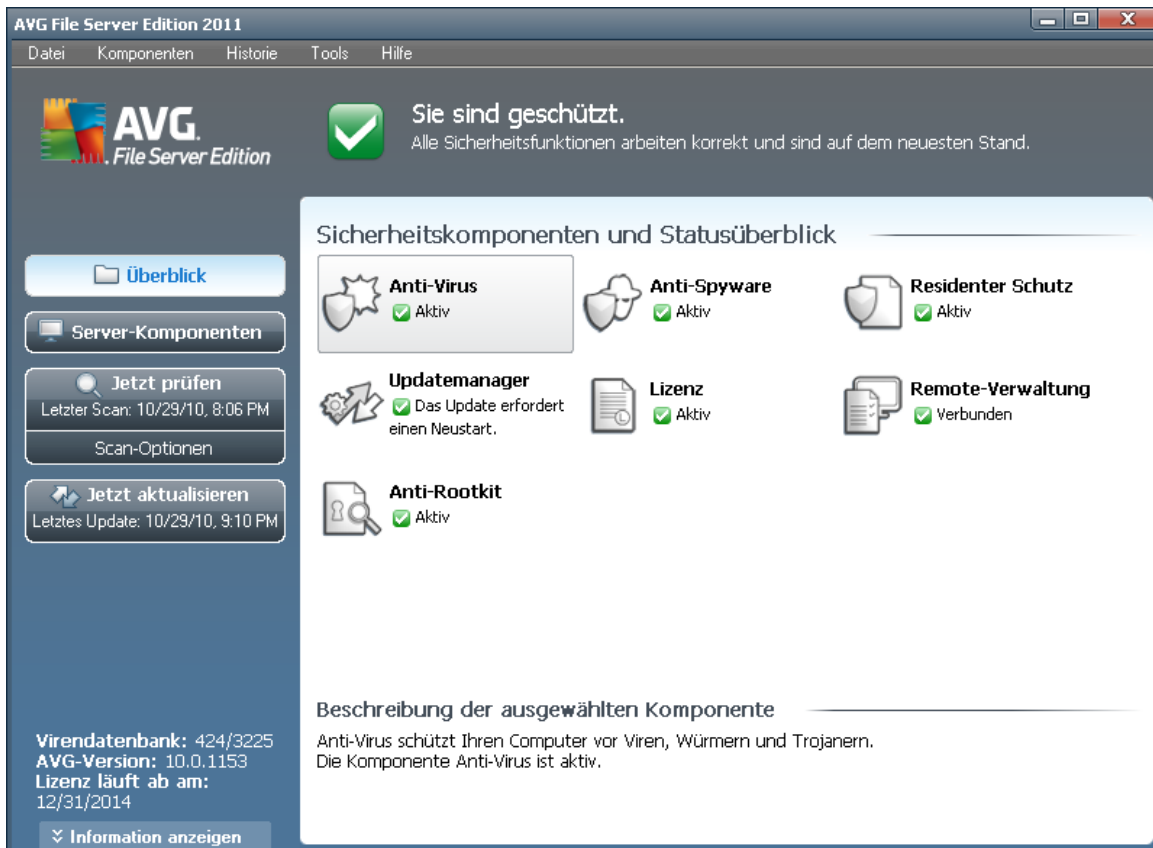 AVG File Server Edition 2011
Datei Komponenten Historie Tools Hilfe
AVG.
File Server Edition
Sie sind geschützt.
Alle Sicherheitsfunktionen arbeiten korrekt und sind auf dem neuesten Stand.
Überblick
Server-Komponenten
Jetzt prüfen
Letzter Scan: 10/29/10, 8:06 PM
Scan-Optionen
Jetzt aktualisieren
Letztes Update: 10/29/10, 9:10 PM
Virendatenbank: 424/3225
AVG-Version: 10.0.1153
Lizenz läuft ab am:
12/31/2014
Information anzeigen
Sicherheitskomponenten und Statusüberblick
Anti-Virus
Aktiv
Anti-Spyware
Aktiv
Residenter Schutz
Aktiv
Updatemanager
Das Update erfordert
einen Neustart.
Lizenz
Aktiv
Remote-Verwaltung
Verbunden
Anti-Rootkit
Aktiv
Beschreibung der ausgewählten Komponente
Anti-Virus schützt Ihren Computer vor Viren, Würmern und Trojanern.
Die Komponente Anti-Virus ist aktiv.